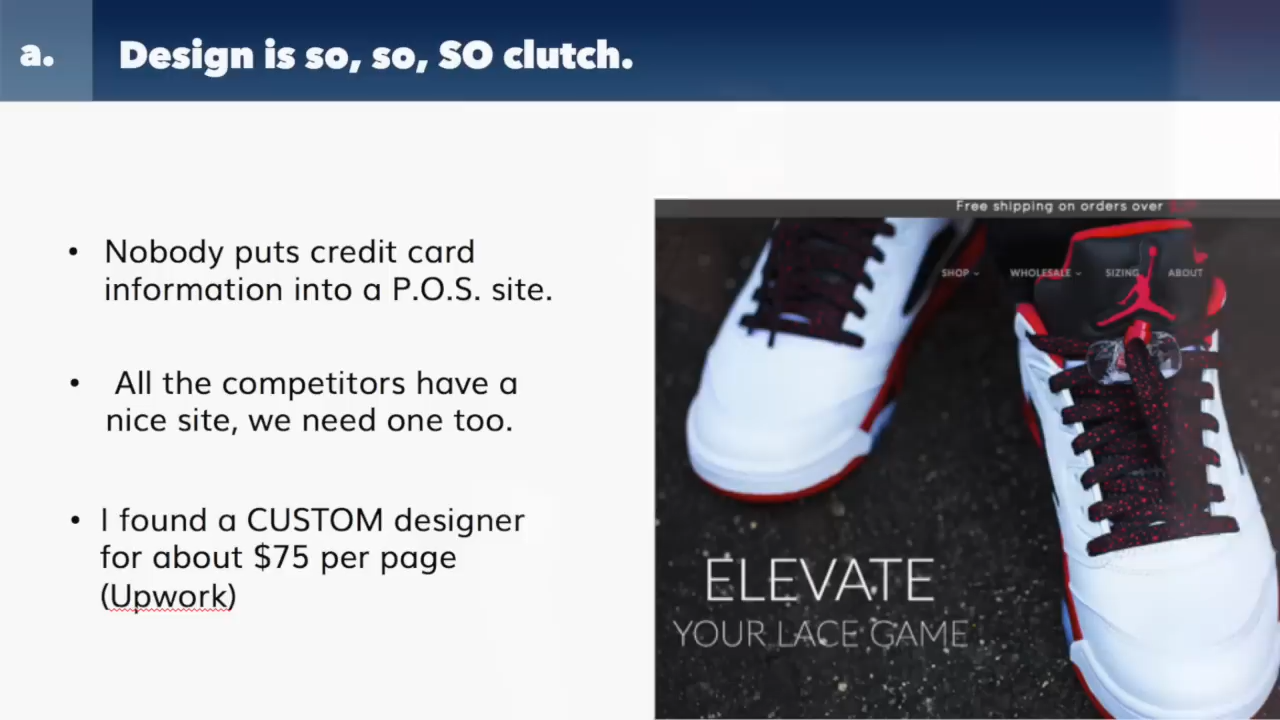 a.
Design is so, so, SO clutch.
• Nobody puts credit card
information into a P.O.S. site.
• All the competitors have a
nice site, we need one too.
• I found a CUSTOM designer
for about $75 per page
(Upwork)
Free shipping on orders over
SHOP WHOLESALE SIZING ABOUT
ELEVATE
YOUR LACE GAME